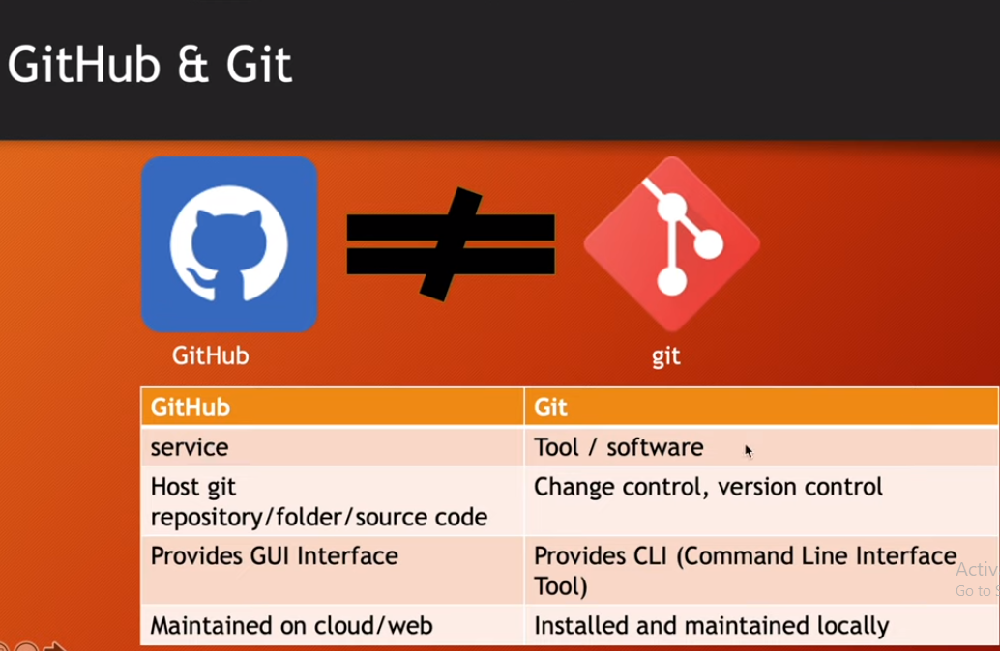 GitHub & Git
GitHub
git
GitHub
Git
service
Tool / software
Host git
repository/folder/source code
Change control, version control
Provides GUI Interface
Provides CLI (Command Line Interface
Tool)
Maintained on cloud/web
Installed and maintained locally
Activ
Go to S